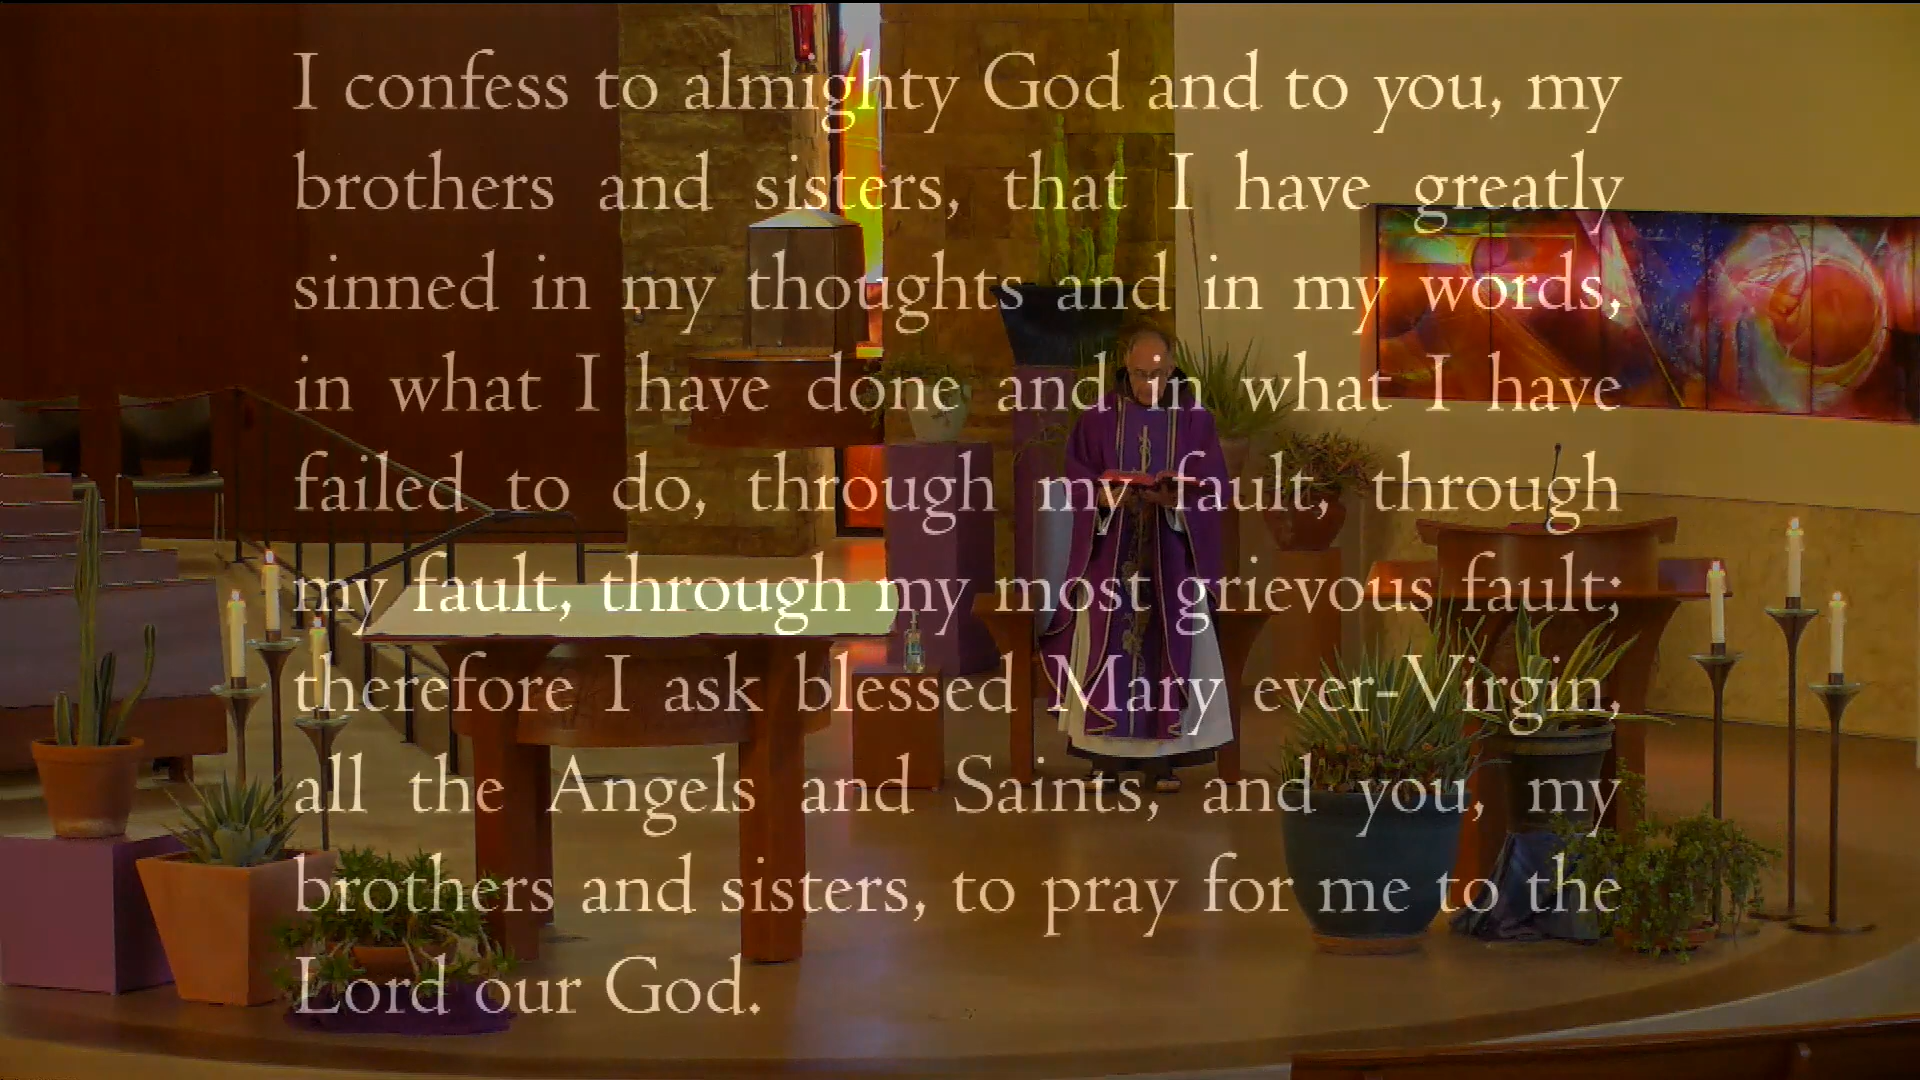 I confess to almighty God and to you, my
brothers and sisters, that I have greatly
sinned in my thoughts and in my words,
in what I have done and in what I have
failed to do, through my fault, through
my fault, through my most grievous fault;
therefore I ask blessed Mary ever-Virgin,
all the Angels and Saints, and you, my
brothers and sisters, to pray for me to the
Lord our God.